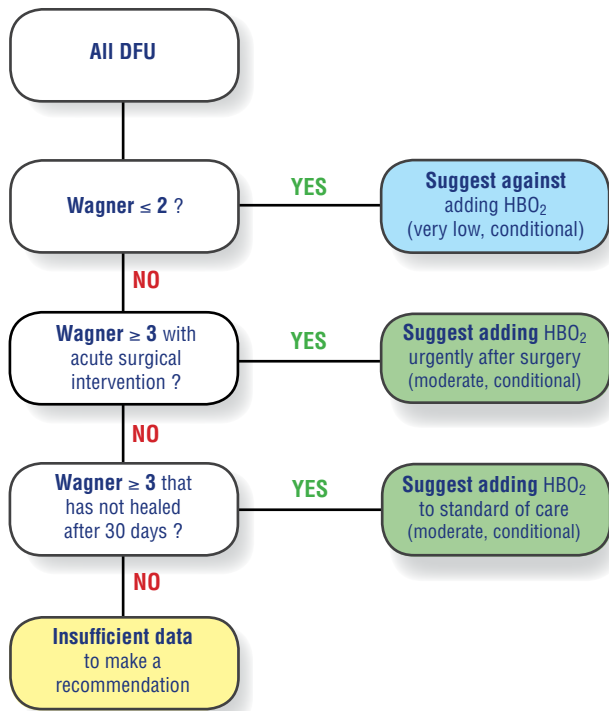 All DFU
Wagner ≤ 2 ?
YES
Suggest against
adding HBO₂
(very low, conditional)
NO
Wagner ≥ 3 with
acute surgical
intervention ?
YES
Suggest adding HBO₂
urgently after surgery
(moderate, conditional)
NO
Wagner ≥ 3 that
has not healed
after 30 days ?
YES
Suggest adding HBO₂
to standard of care
(moderate, conditional)
NO
Insufficient data
to make a
recommendation